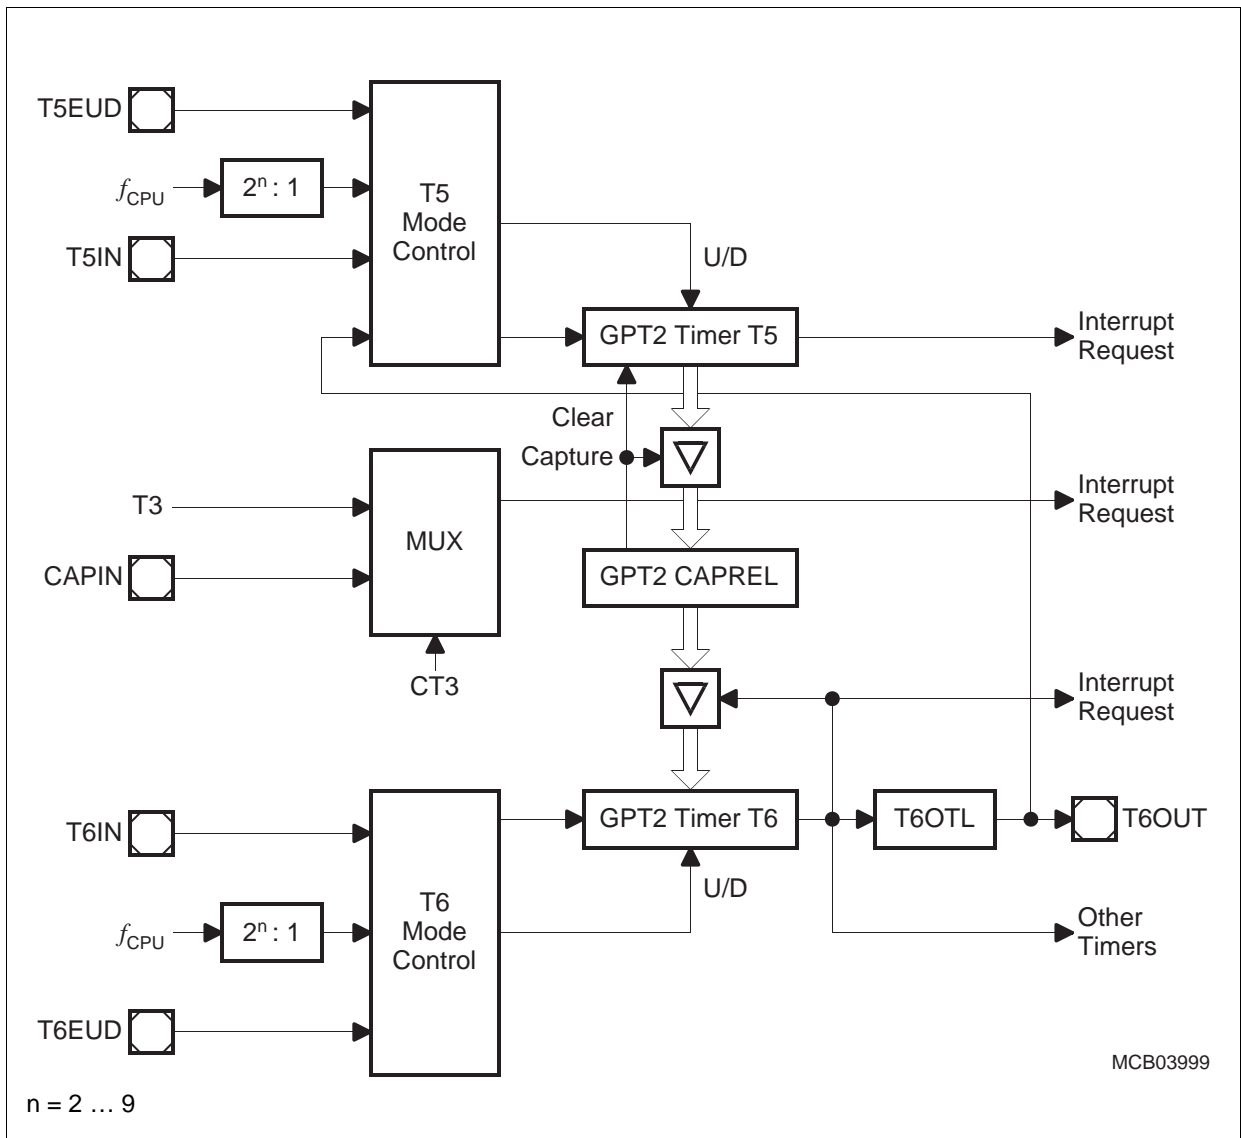 T5EUD
fCPU
2ⁿ : 1
T5IN
T5
Mode
Control
U/D
GPT2 Timer T5
Interrupt
Request
Clear
Capture
T3
CAPIN
MUX
CT3
Interrupt
Request
GPT2 CAPREL
Interrupt
Request
T6IN
fCPU
2ⁿ : 1
T6EUD
T6
Mode
Control
GPT2 Timer T6
U/D
T6OTL
T6OUT
Other
Timers
MCB03999
n = 2 … 9